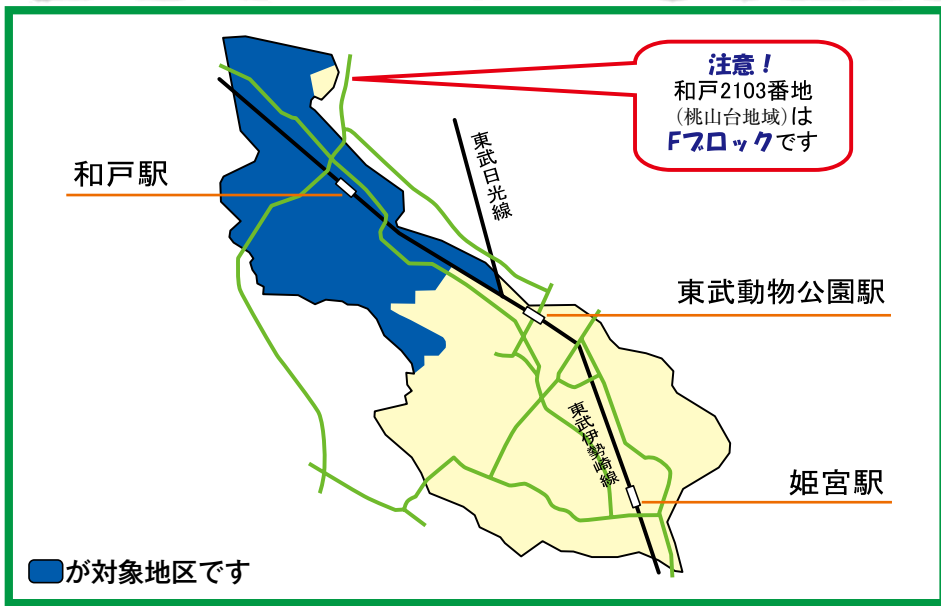 注意！
和戸2103番地
(桃山台地域)は
Fブロックです
東武日光線
和戸駅
東武動物公園駅
東武伊勢崎線
姫宮駅
が対象地区です